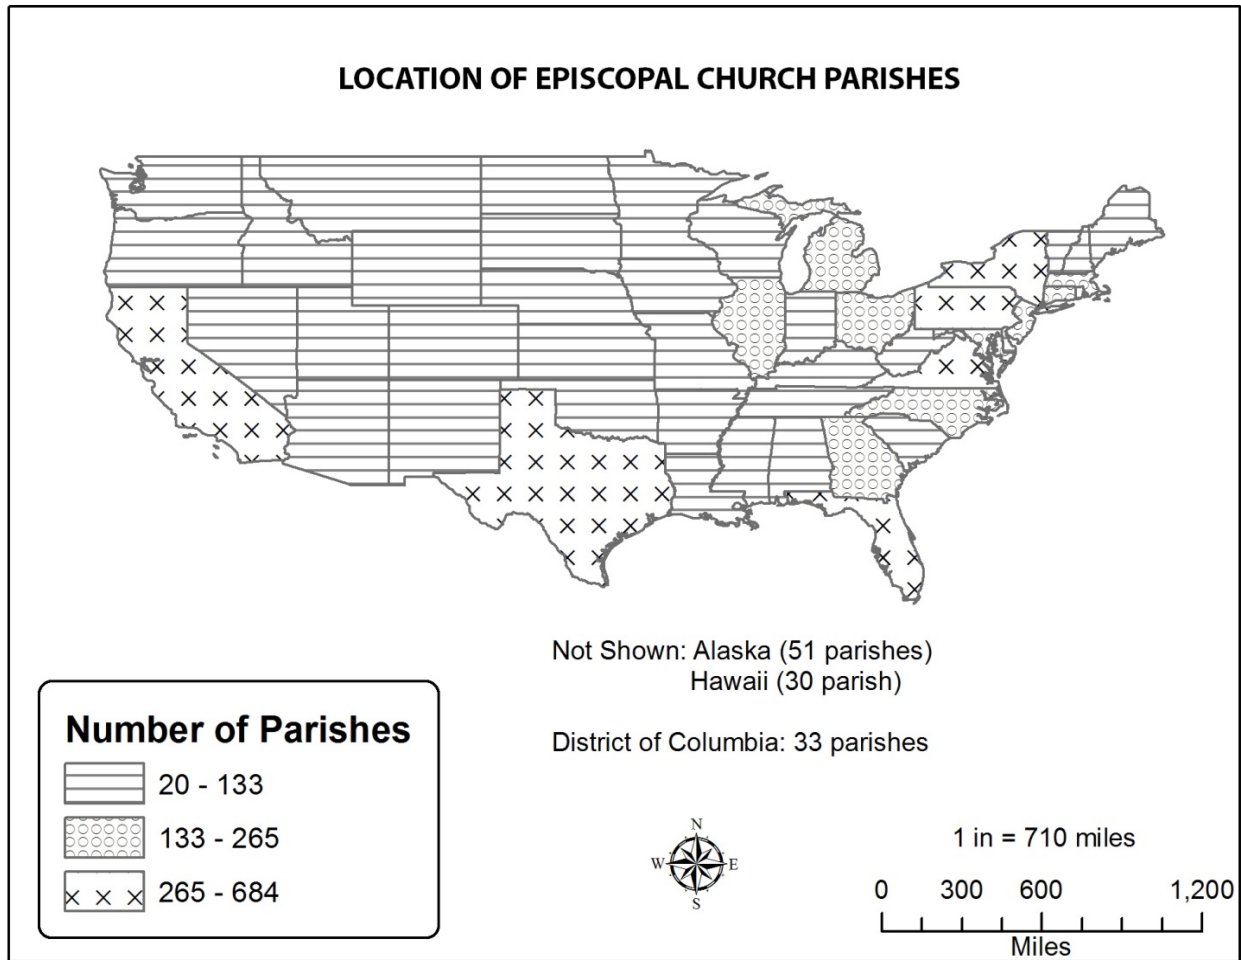 LOCATION OF EPISCOPAL CHURCH PARISHES
Not Shown: Alaska (51 parishes)
Hawaii (30 parish)
District of Columbia: 33 parishes
Number of Parishes
20 - 133
133 - 265
265 - 684
N
W E
S
1 in = 710 miles
0 300 600 1,200
Miles